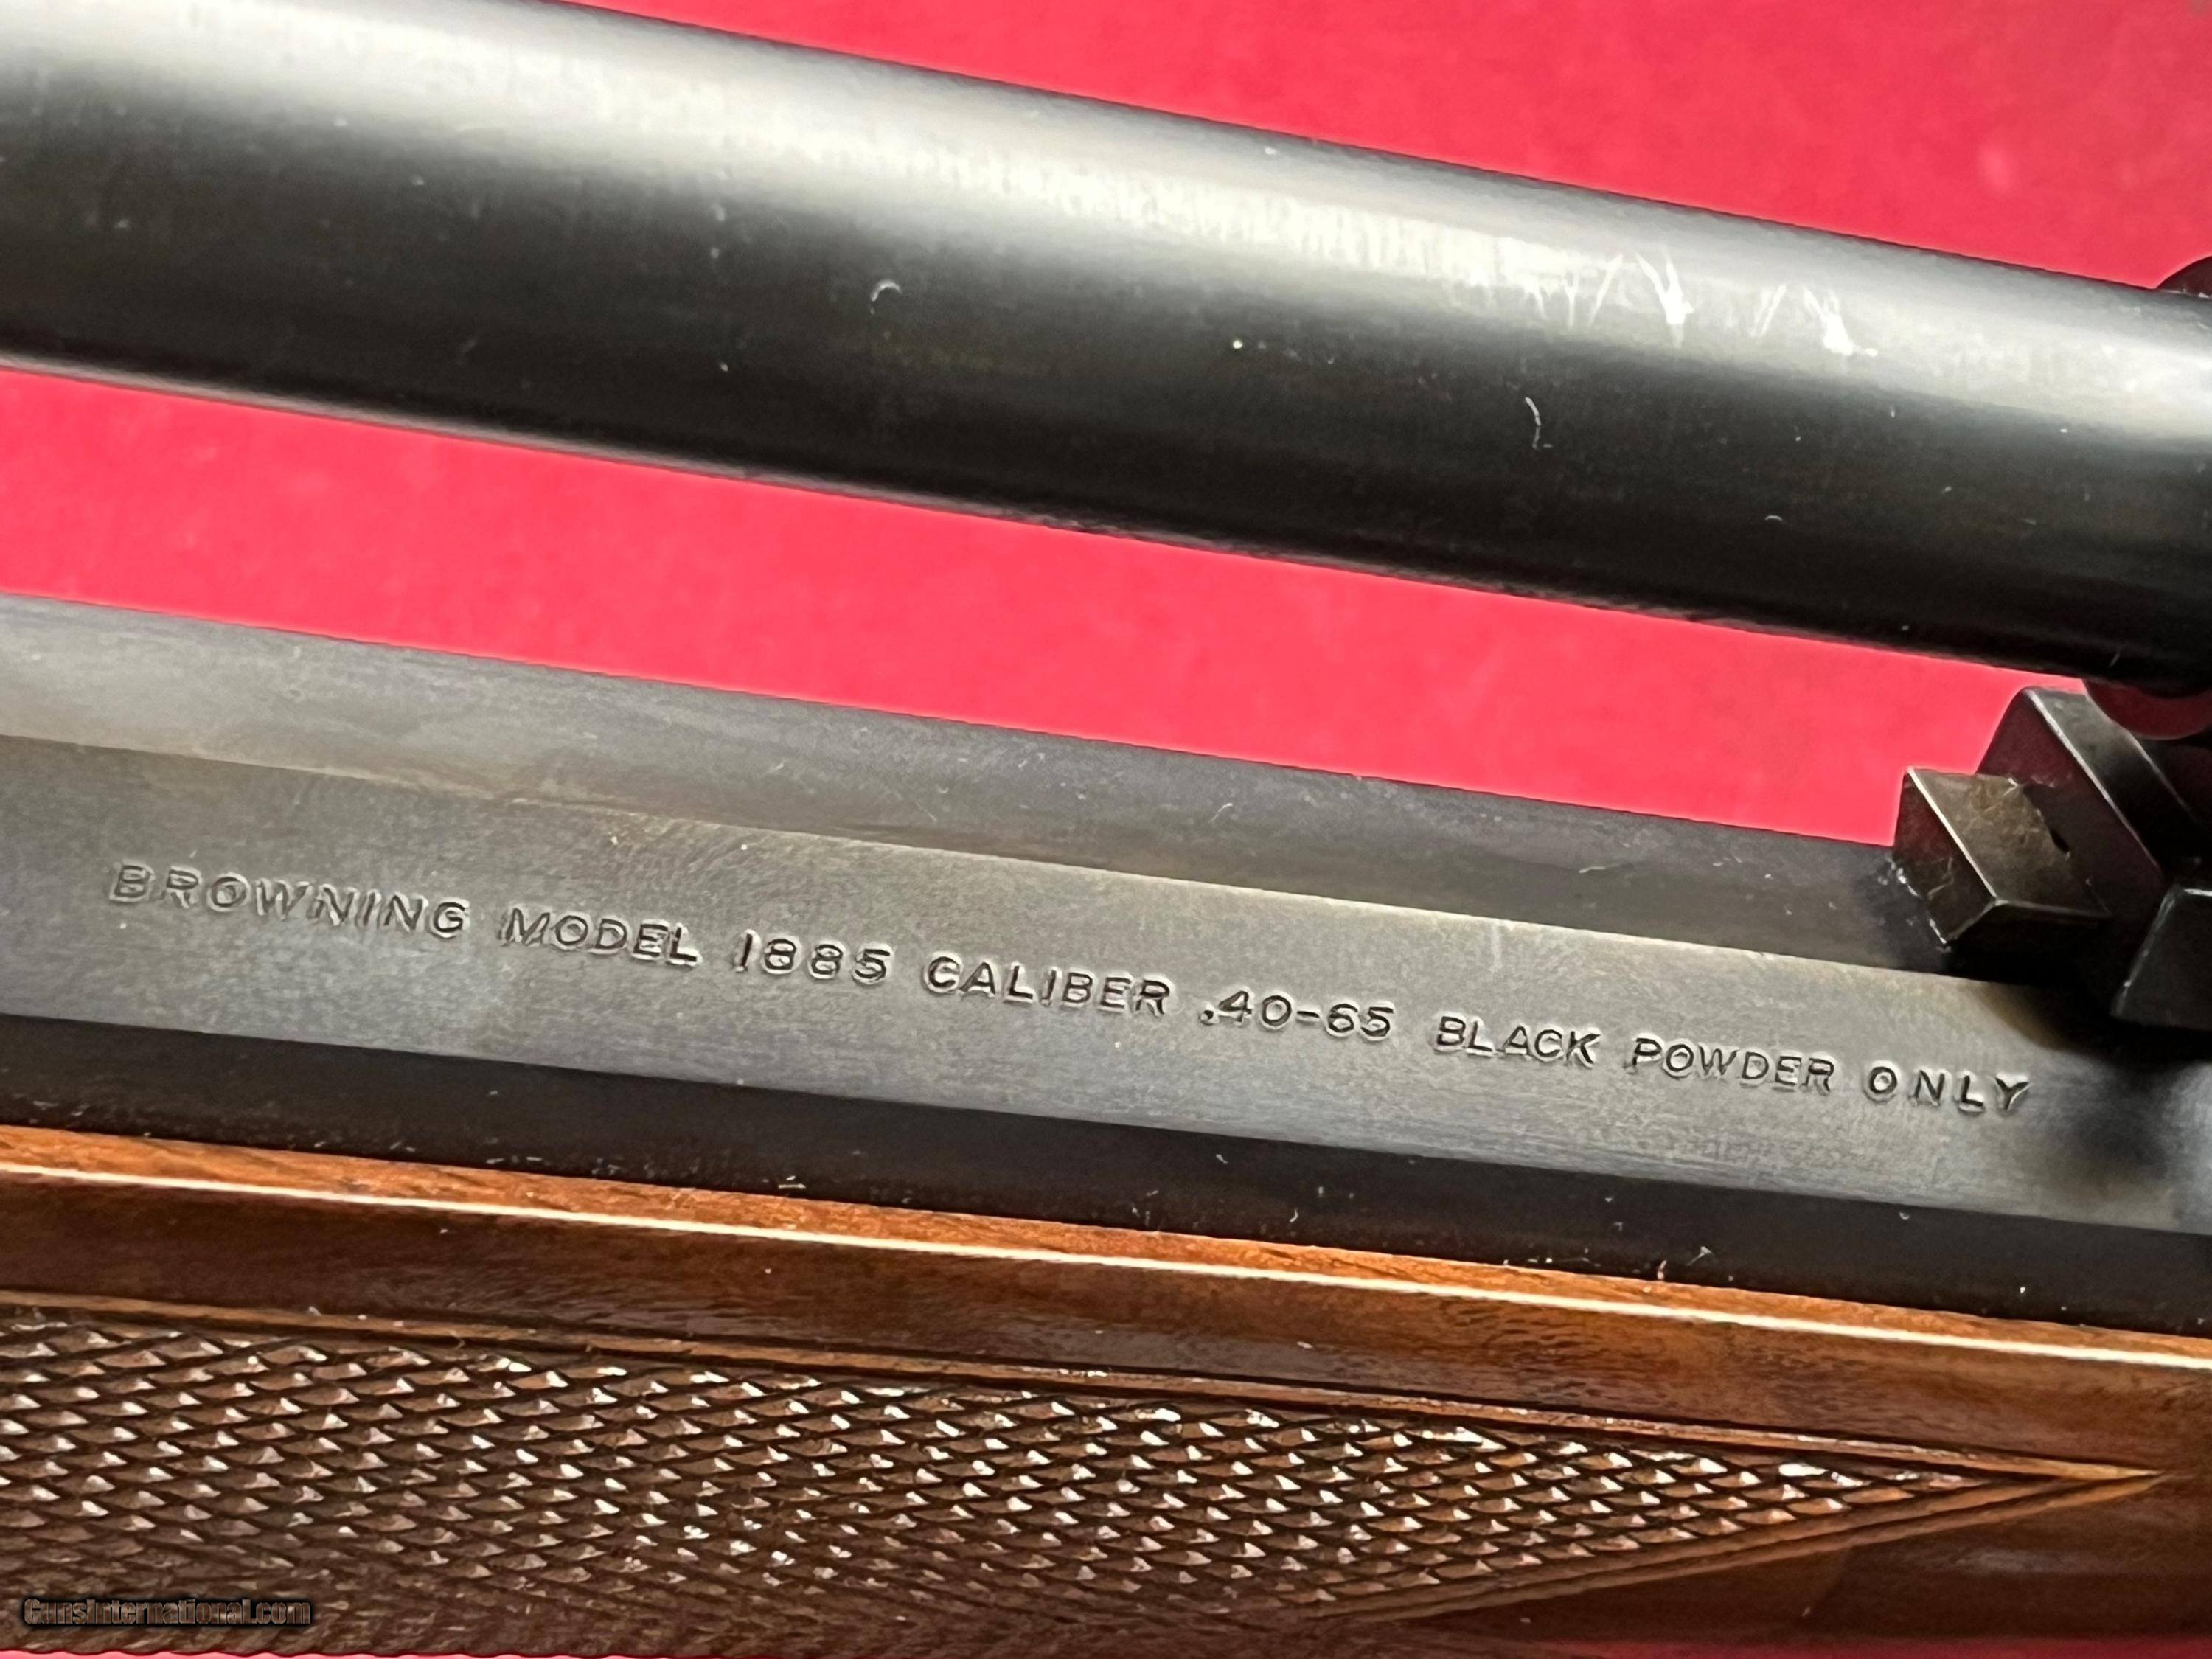 BROWNING MODEL 1885 CALIBER .40-65 BLACK POWDER ONLY
GunsInternational.com